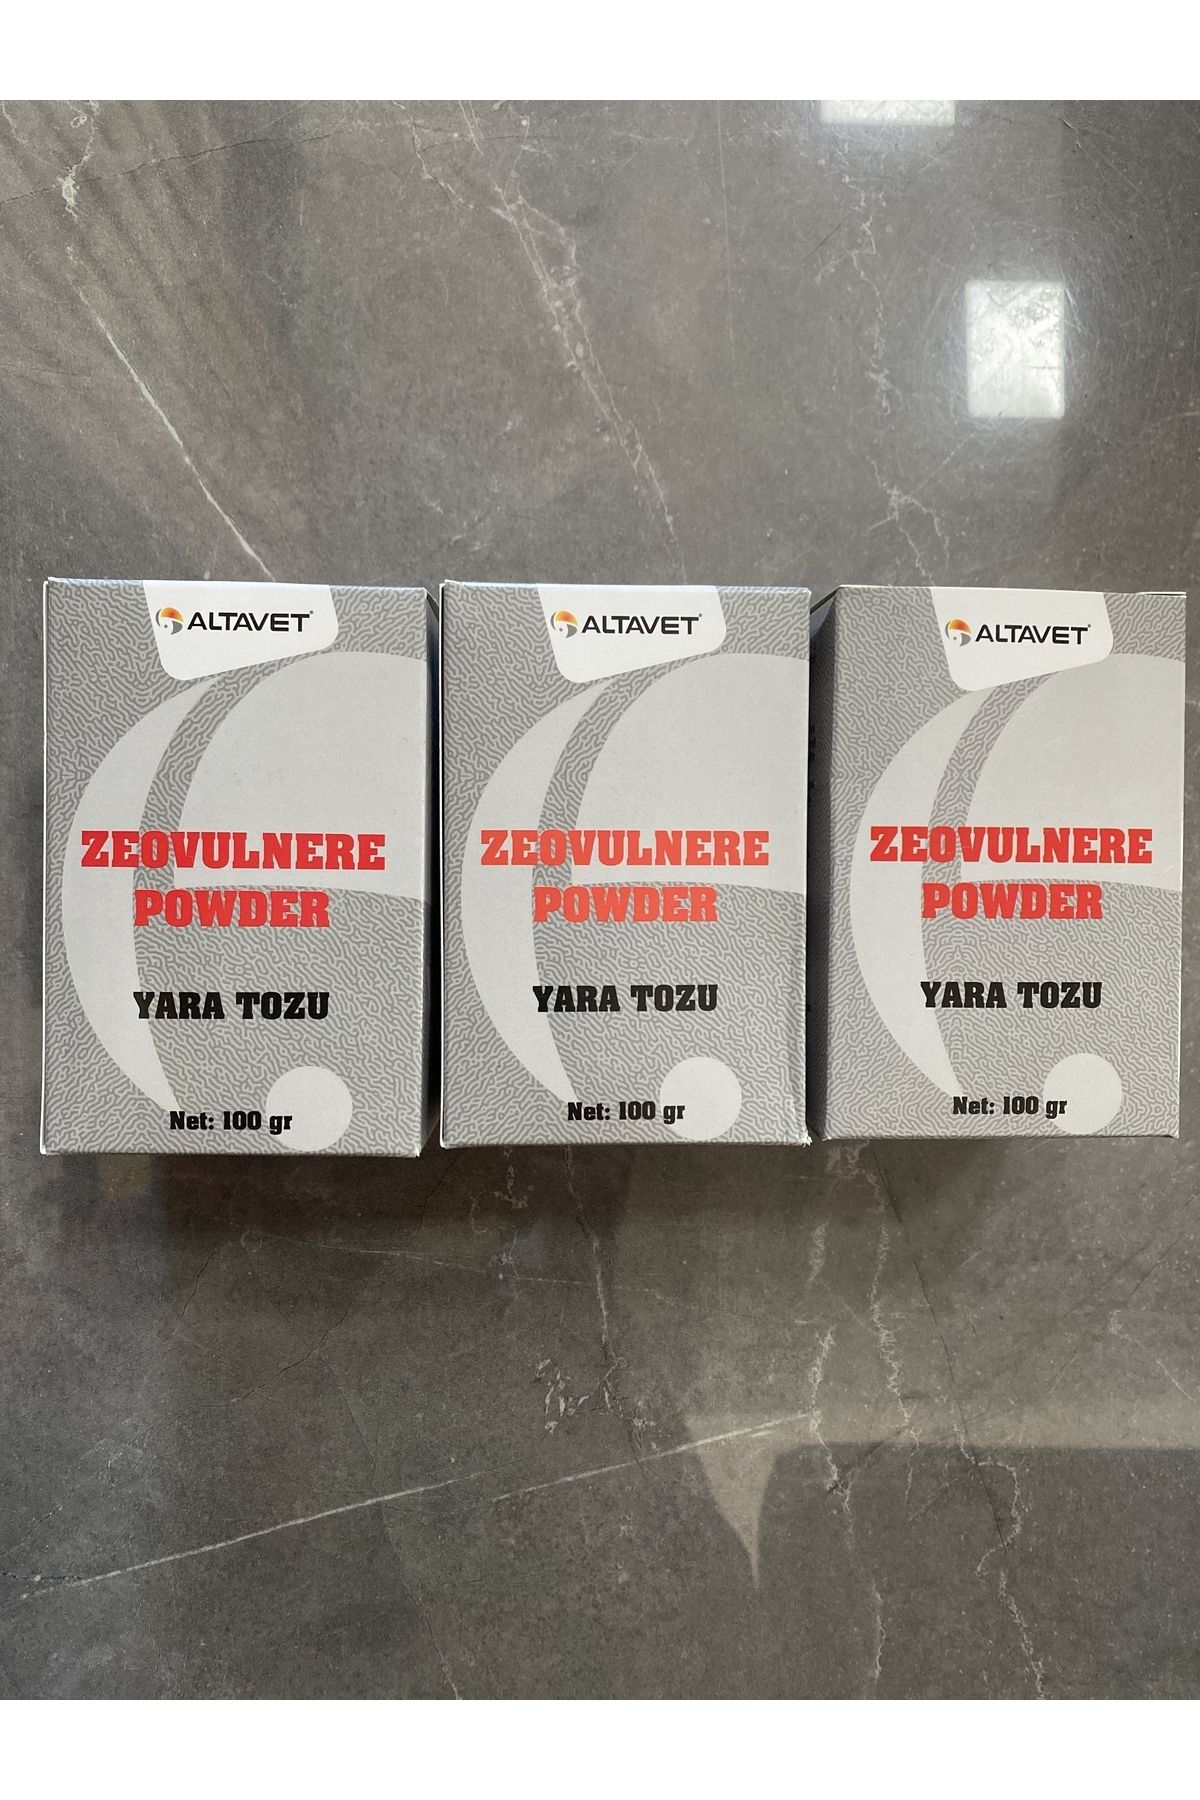 ALTAVET®
ZEOVULNERE
POWDER
YARA TOZU
Net: 100 gr
ALTAVET®
ZEOVULNERE
POWDER
YARA TOZU
Net: 100 gr
ALTAVET®
ZEOVULNERE
POWDER
YARA TOZU
Net: 100 gr